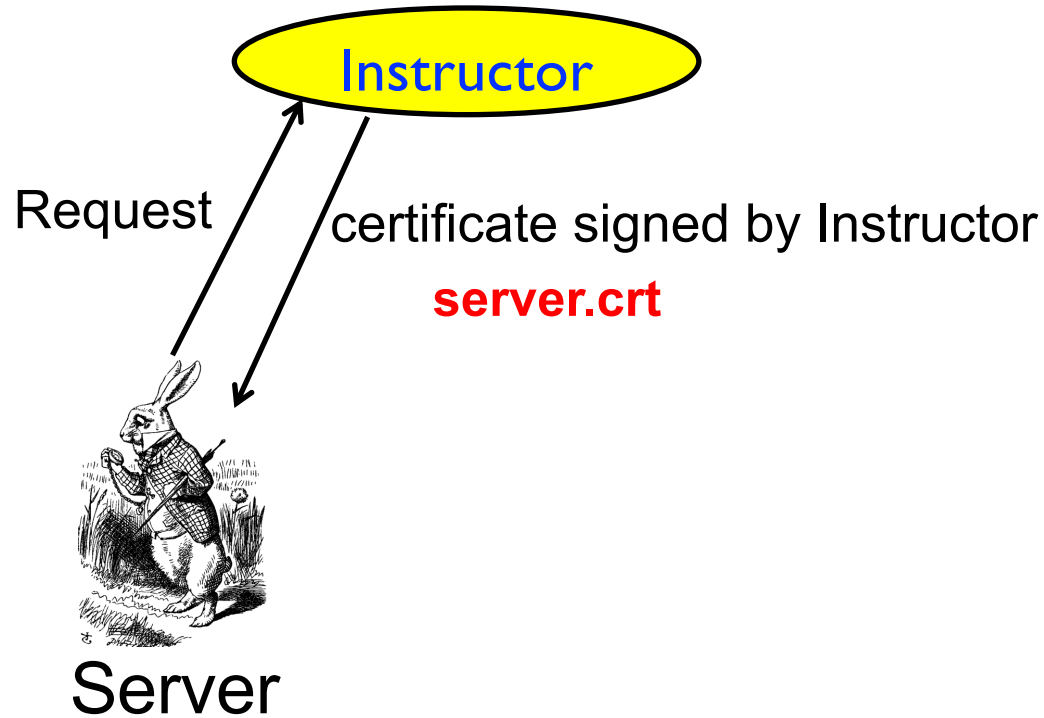 Instructor
Request
certificate signed by Instructor
server.crt
Server